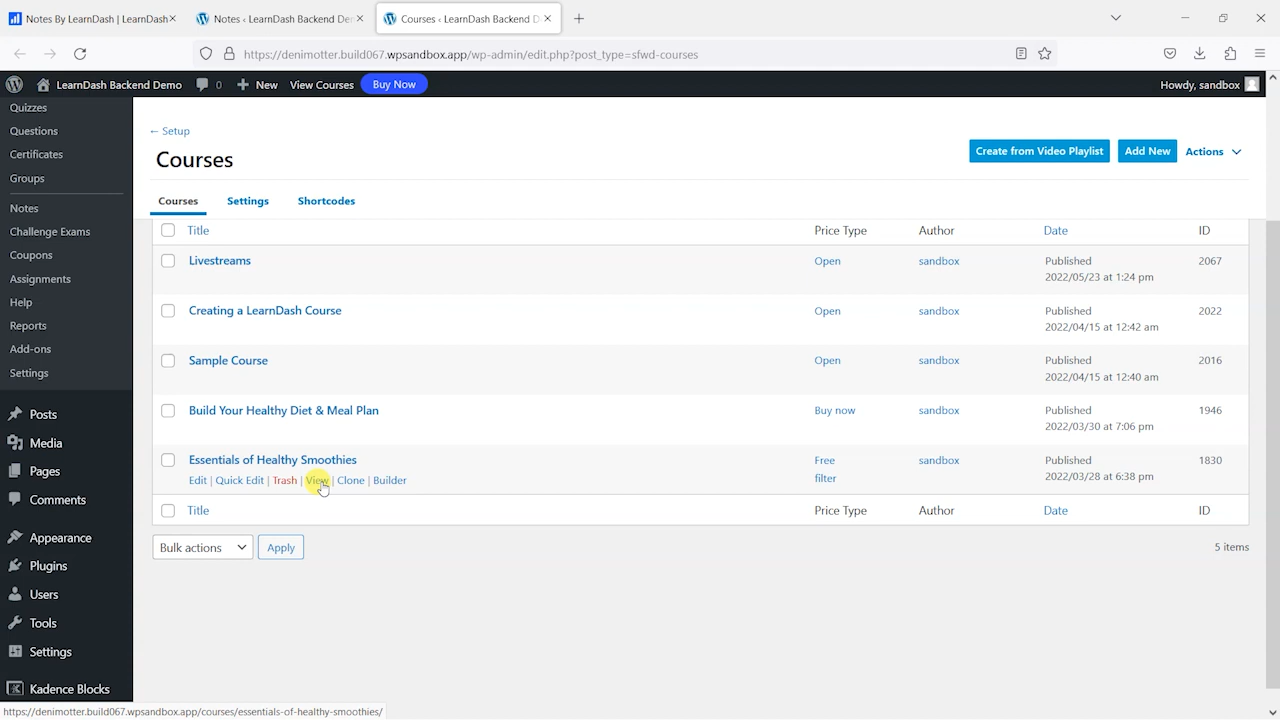 Notes By LearnDash | LearnDash
Notes ‹ LearnDash Backend De
Courses ‹ LearnDash Backend D
https://denimotter.build067.wpsandbox.app/wp-admin/edit.php?post_type=sfwd-courses
LearnDash Backend Demo
0
New
View Courses
Buy Now
Howdy, sandbox
Quizzes
Questions
Certificates
Groups
Notes
Challenge Exams
Coupons
Assignments
Help
Reports
Add-ons
Settings
Posts
Media
Pages
Comments
Appearance
Plugins
Users
Tools
Settings
Kadence Blocks
← Setup
Courses
Create from Video Playlist
Add New
Actions
Courses
Settings
Shortcodes
Title Price Type Author Date ID
Livestreams Open sandbox Published 2067
2022/05/23 at 1:24 pm
Creating a LearnDash Course Open sandbox Published 2022
2022/04/15 at 12:42 am
Sample Course Open sandbox Published 2016
2022/04/15 at 12:40 am
Build Your Healthy Diet & Meal Plan Buy now sandbox Published 1946
2022/03/30 at 7:06 pm
Essentials of Healthy Smoothies Free sandbox Published 1830
Edit | Quick Edit | Trash | View | Clone | Builder filter 2022/03/28 at 6:38 pm
Title Price Type Author Date ID
Bulk actions
Apply
5 items
https://denimotter.build067.wpsandbox.app/courses/essentials-of-healthy-smoothies/